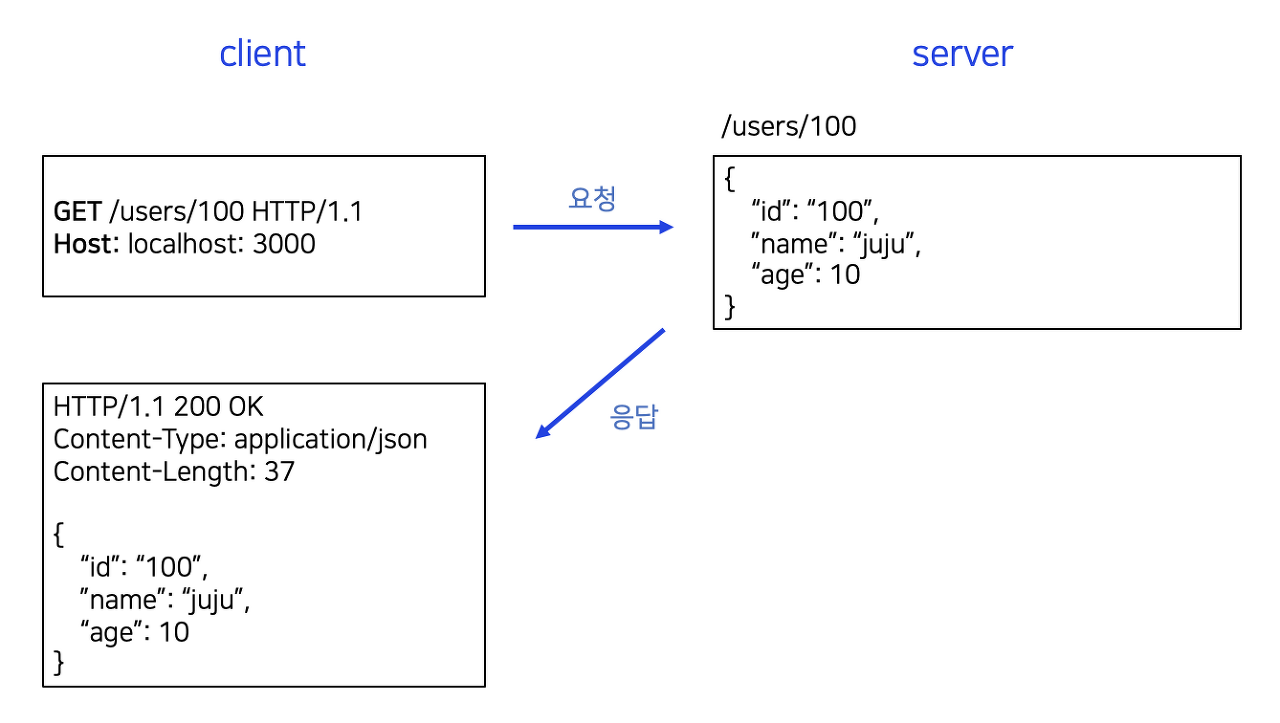 client
server
/users/100
GET /users/100 HTTP/1.1
Host: localhost: 3000
요청
{
“id”: “100”,
”name”: “juju”,
“age”: 10
}
응답
HTTP/1.1 200 OK
Content-Type: application/json
Content-Length: 37
{
“id”: “100”,
”name”: “juju”,
“age”: 10
}